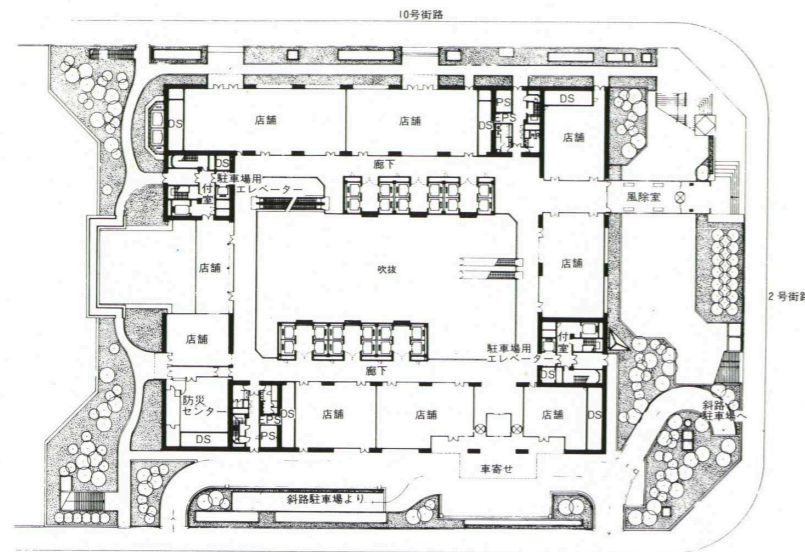 10号街路
DS
店舗
店舗
DS
PS
EPS
DS
店舗
DS
廊下
駐車場用
エレベーター
付室
風除室
店舗
吹抜
店舗
2号街路
店舗
駐車場用
エレベーター
付室
DS
廊下
防災
センター
DS
EPS
PS
DS
店舗
店舗
店舗
DS
斜路
駐車場へ
車寄せ
斜路駐車場より